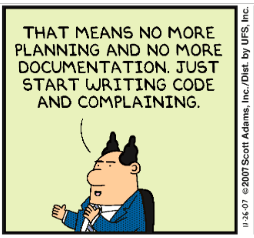 THAT MEANS NO MORE
PLANNING AND NO MORE
DOCUMENTATION. JUST
START WRITING CODE
AND COMPLAINING.
11-26-07 ©2007 Scott Adams, Inc./Dist. by UFS, Inc.